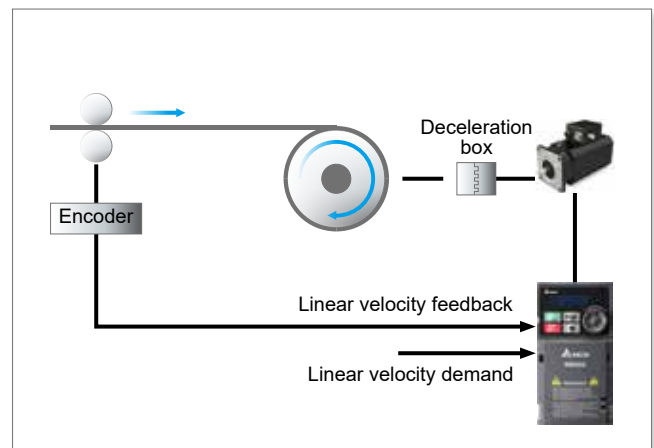 Deceleration
box
Encoder
Linear velocity feedback
Linear velocity demand